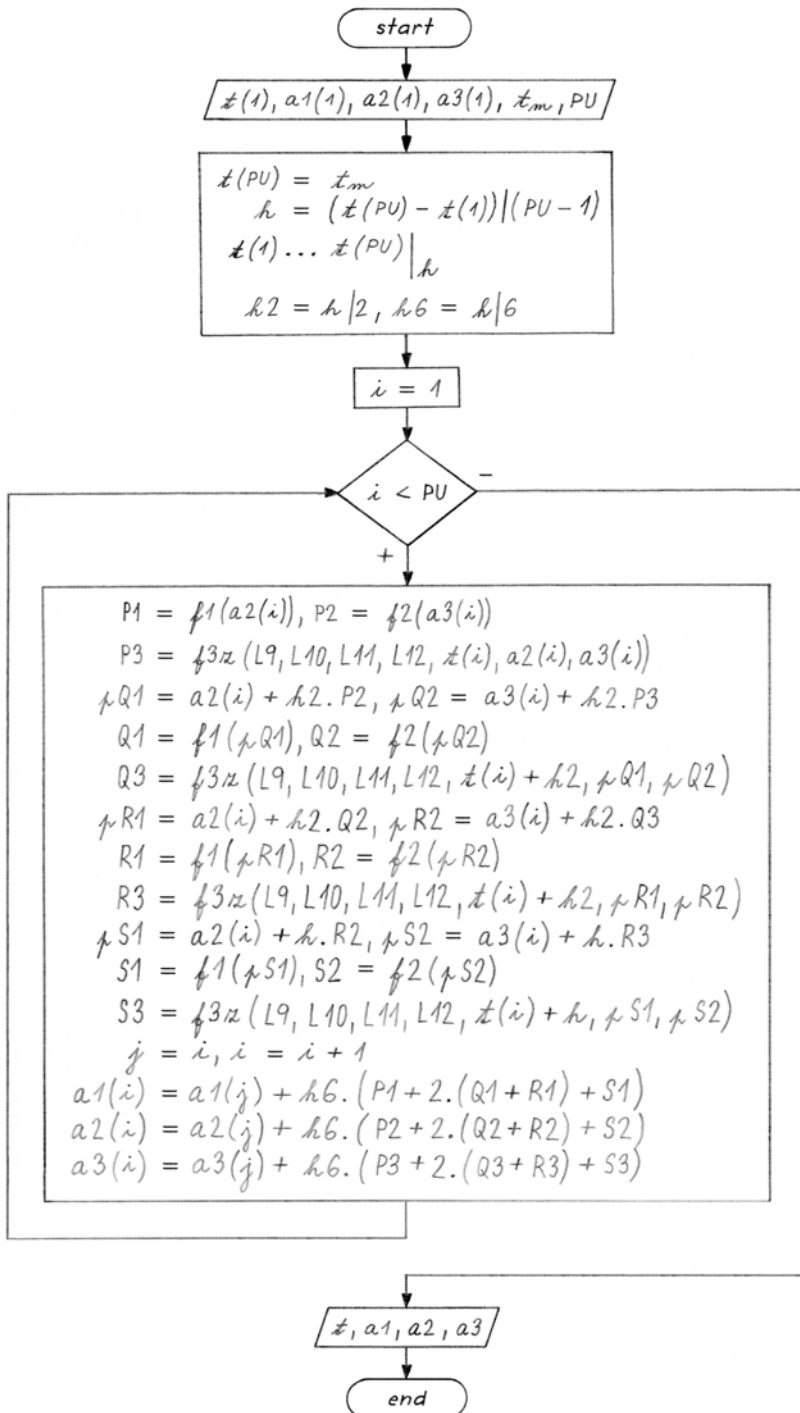 start
t(1), a1(1), a2(1), a3(1), tm, PU
t(PU) = tm
h = (t(PU) - t(1))|(PU - 1)
t(1)... t(PU)|h
h2 = h|2, h6 = h|6
i = 1
i < PU
-
+
P1 = f1(a2(i)), P2 = f2(a3(i))
P3 = f3z(L9, L10, L11, L12, t(i), a2(i), a3(i))
pQ1 = a2(i) + h2.P2, pQ2 = a3(i) + h2.P3
Q1 = f1(pQ1), Q2 = f2(pQ2)
Q3 = f3z(L9, L10, L11, L12, t(i) + h2, pQ1, pQ2)
pR1 = a2(i) + h2.Q2, pR2 = a3(i) + h2.Q3
R1 = f1(pR1), R2 = f2(pR2)
R3 = f3z(L9, L10, L11, L12, t(i) + h2, pR1, pR2)
pS1 = a2(i) + h.R2, pS2 = a3(i) + h.R3
S1 = f1(pS1), S2 = f2(pS2)
S3 = f3z(L9, L10, L11, L12, t(i) + h, pS1, pS2)
j = i, i = i + 1
a1(i) = a1(j) + h6.(P1 + 2.(Q1 + R1) + S1)
a2(i) = a2(j) + h6.(P2 + 2.(Q2 + R2) + S2)
a3(i) = a3(j) + h6.(P3 + 2.(Q3 + R3) + S3)
t, a1, a2, a3
end